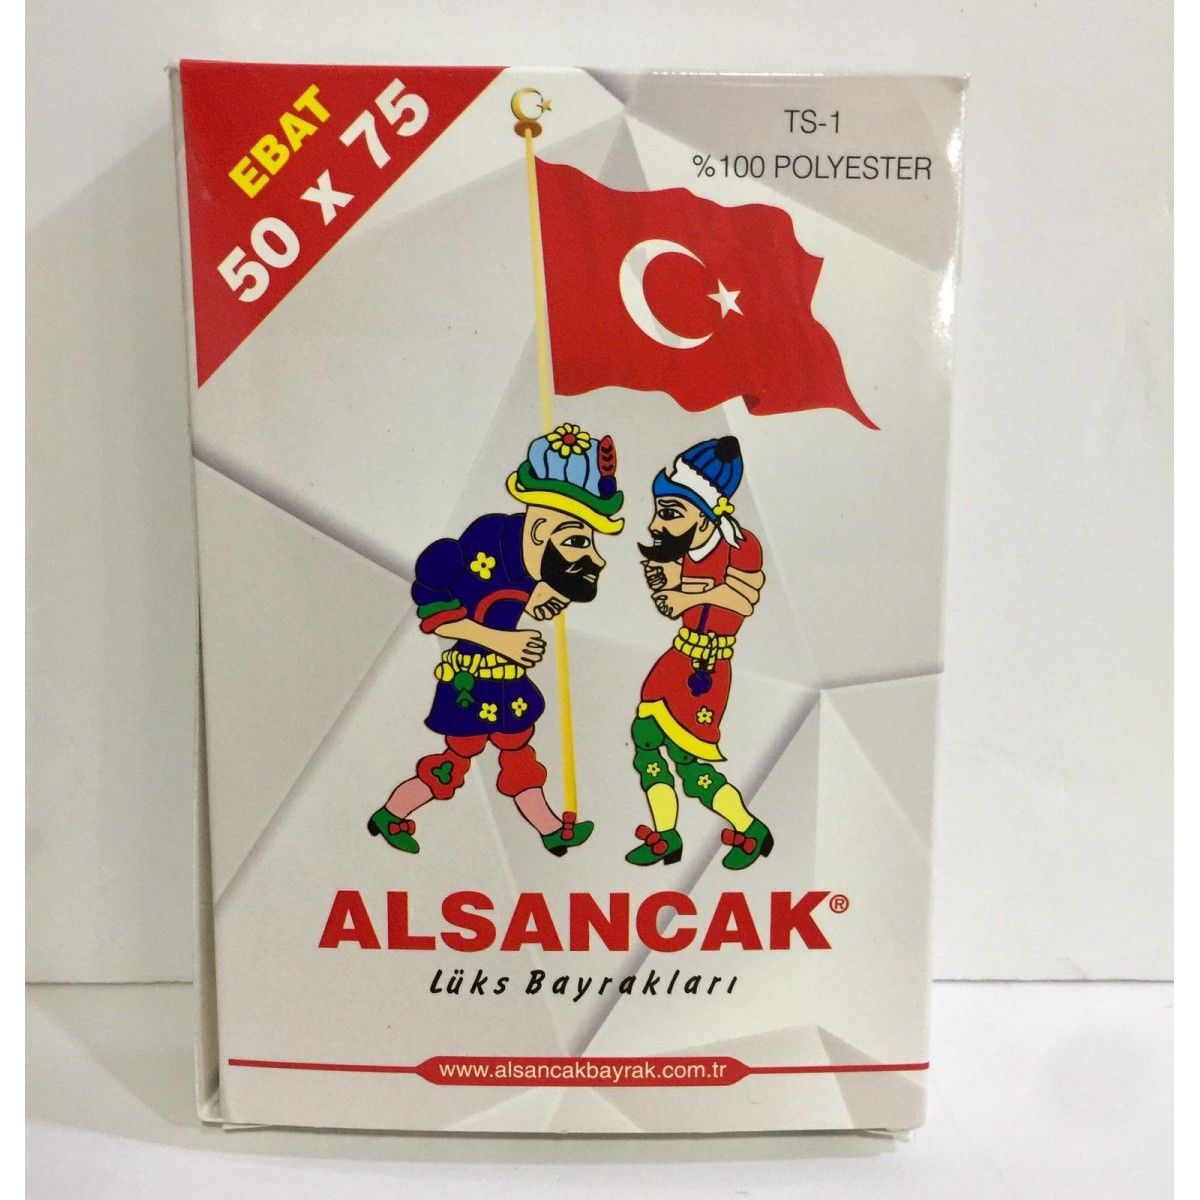 EBAT
50 x 75
TS-1
%100 POLYESTER
ALSANCAK®
Lüks Bayrakları
www.alsancakbayrak.com.tr